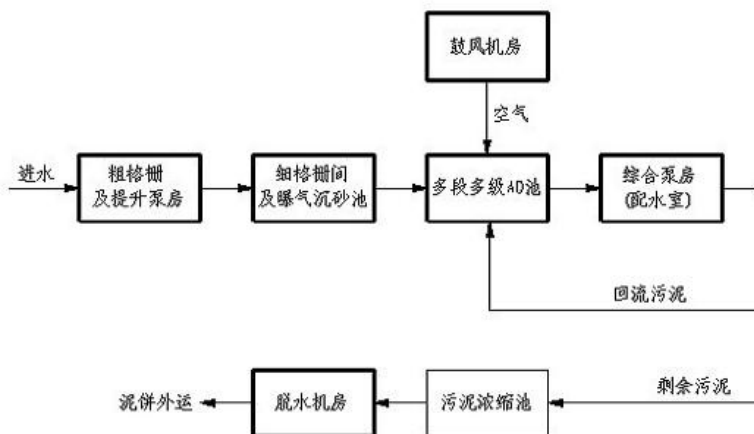 鼓风机房
空气
进水
粗格栅
及提升泵房
细格栅间
及曝气沉砂池
多段多级AO池
综合泵房
(配水室)
回流污泥
泥饼外运
脱水机房
污泥浓缩池
剩余污泥